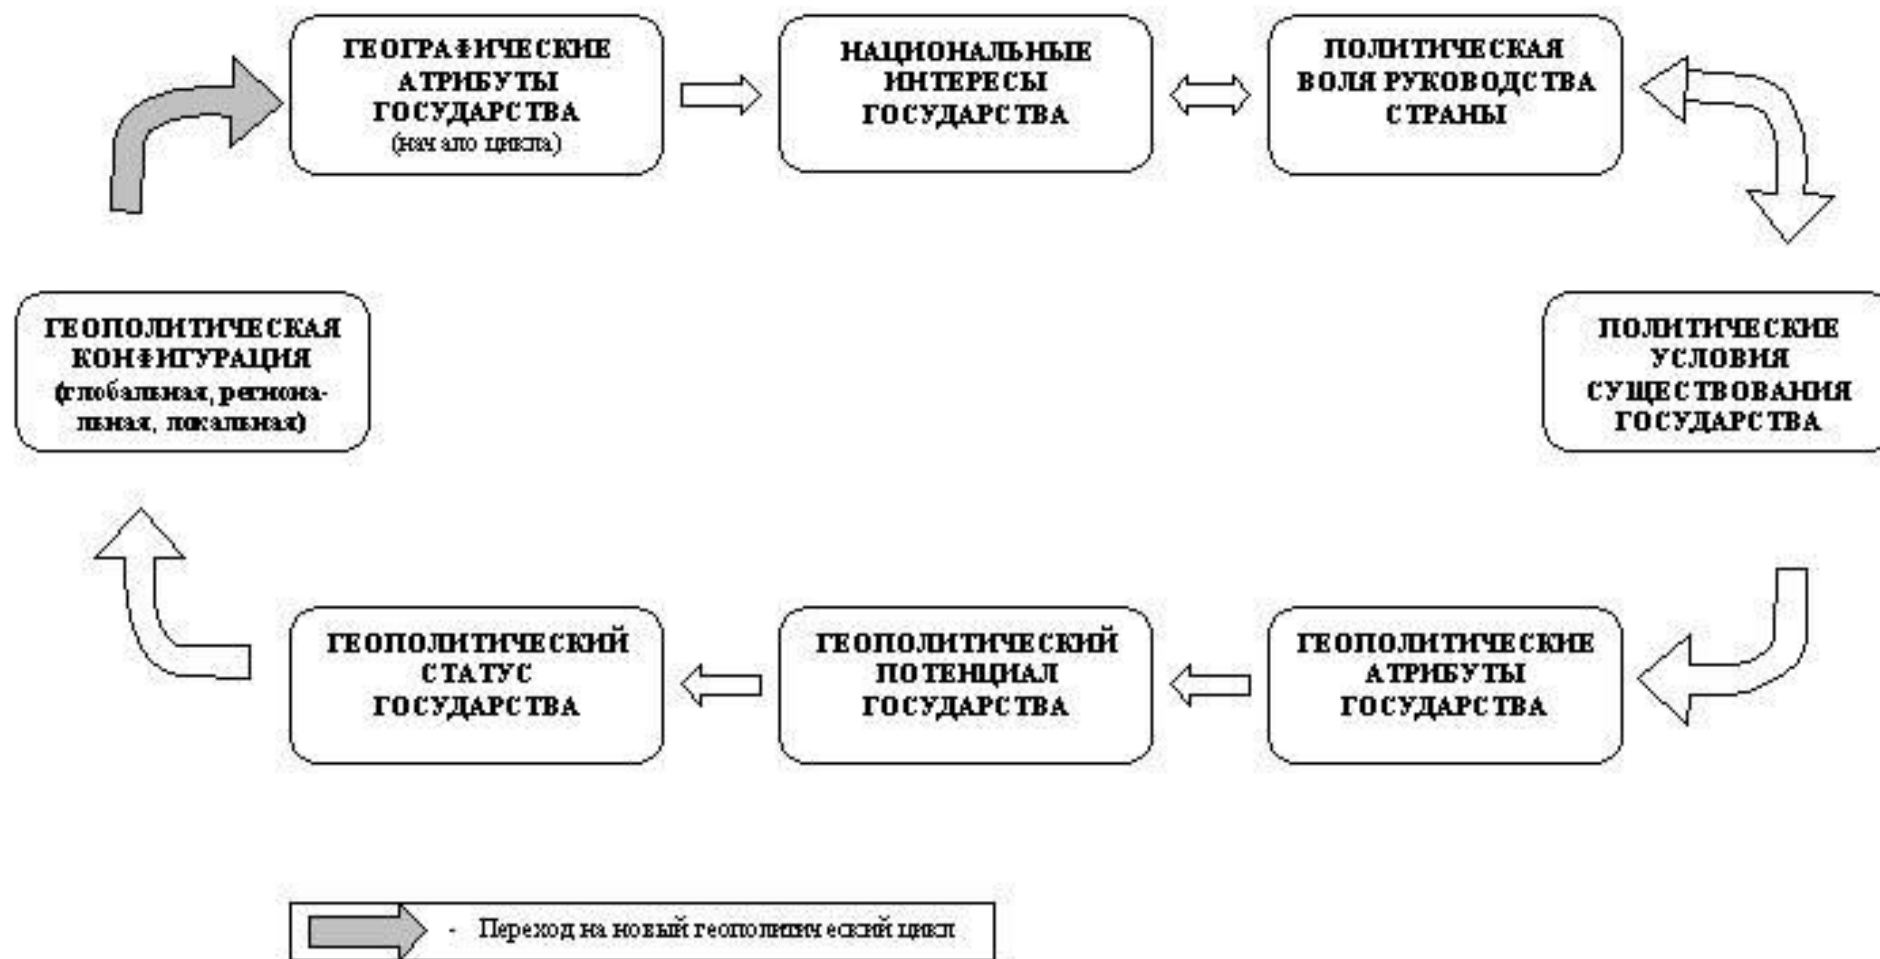 ГЕОГРАФИЧЕСКИЕ
АТРИБУТЫ
ГОСУДАРСТВА
(начало цикла)
НАЦИОНАЛЬНЫЕ
ИНТЕРЕСЫ
ГОСУДАРСТВА
ПОЛИТИЧЕСКАЯ
ВОЛЯ РУКОВОДСТВА
СТРАНЫ
ГЕОПОЛИТИЧЕСКАЯ
КОНФИГУРАЦИЯ
(глобальная, региона-
льная, локальная)
ПОЛИТИЧЕСКИЕ
УСЛОВИЯ
СУЩЕСТВОВАНИЯ
ГОСУДАРСТВА
ГЕОПОЛИТИЧЕСКИЙ
СТАТУС
ГОСУДАРСТВА
ГЕОПОЛИТИЧЕСКИЙ
ПОТЕНЦИАЛ
ГОСУДАРСТВА
ГЕОПОЛИТИЧЕСКИЕ
АТРИБУТЫ
ГОСУДАРСТВА
- Переход на новый геополитический цикл